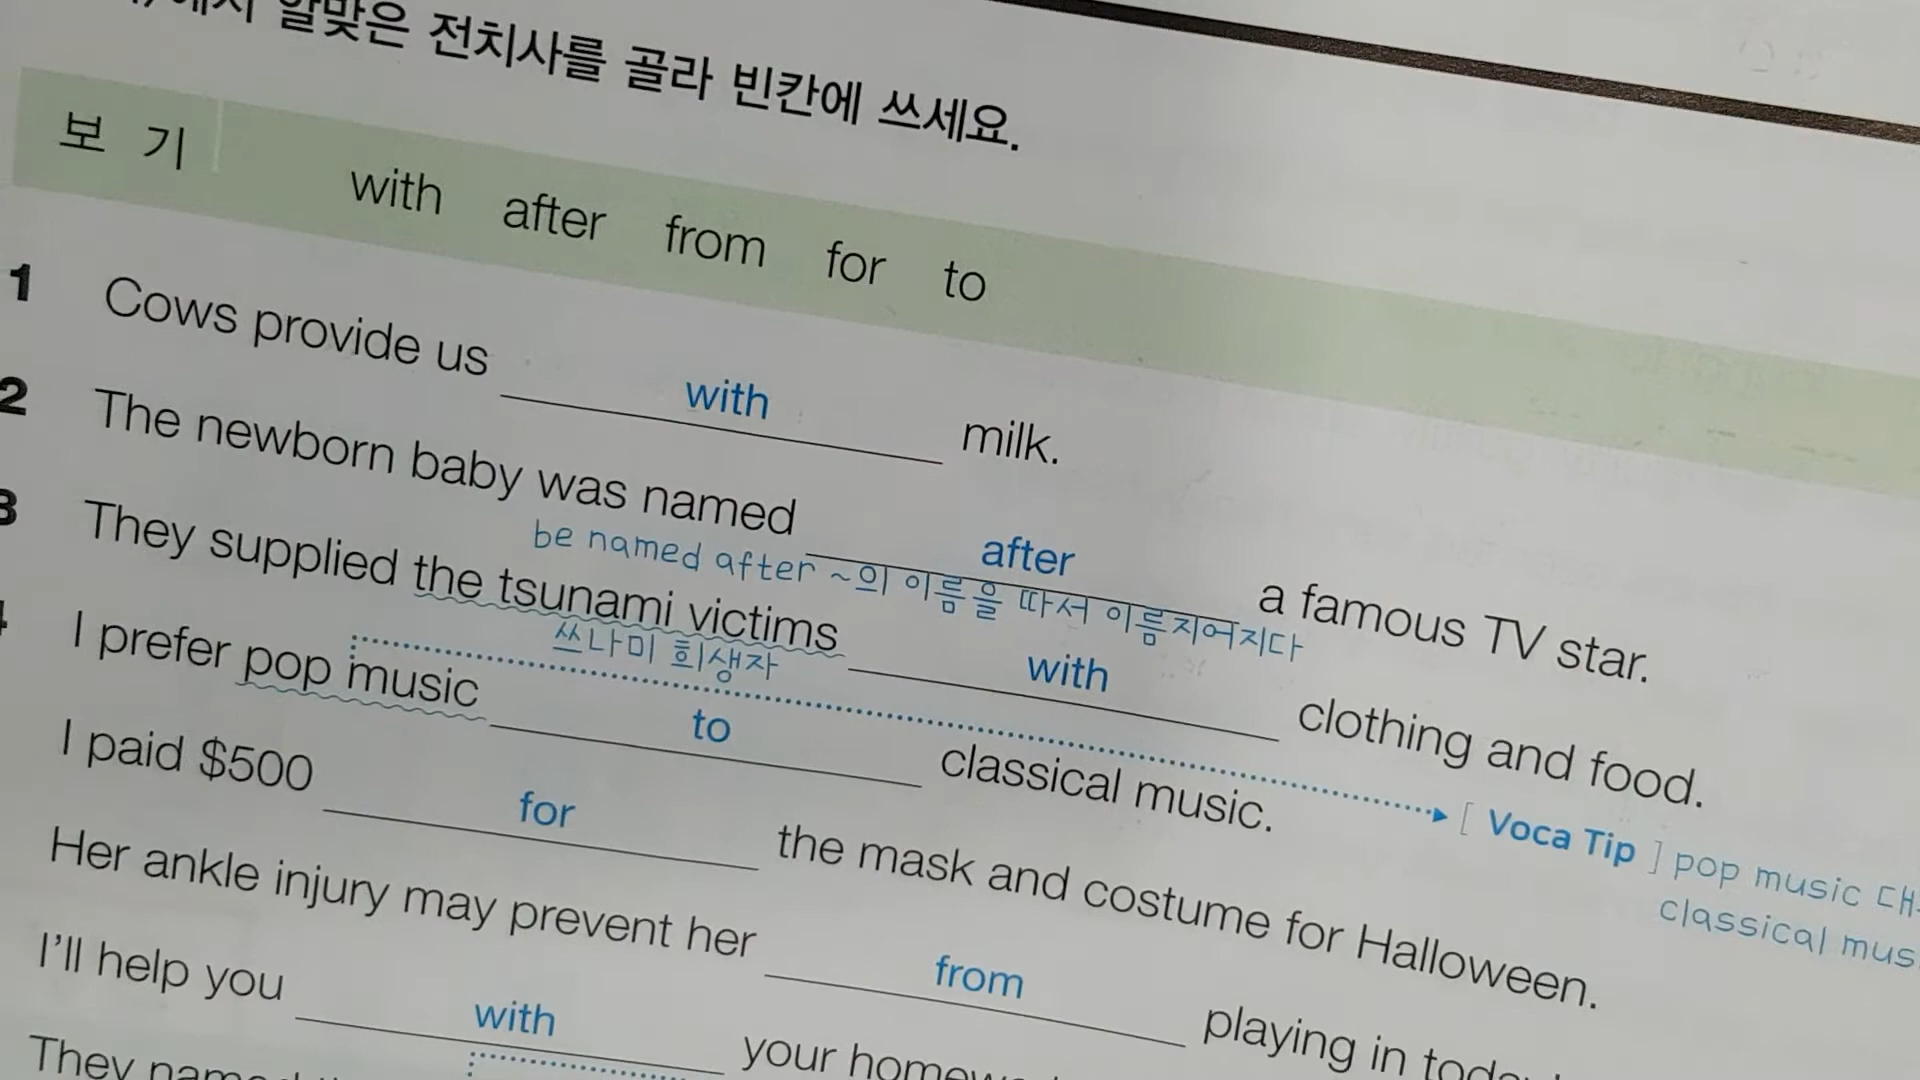 알맞은 전치사를 골라 빈칸에 쓰세요.
보 기 with after from for to
1 Cows provide us with milk.
2 The newborn baby was named after a famous TV star.
be named after ~의 이름을 따서 이름지어지다
3 They supplied the tsunami victims with clothing and food.
쓰나미 희생자
I prefer pop music to classical music.
[ Voca Tip ] pop music
classical
I paid $500 for the mask and costume for Halloween.
Her ankle injury may prevent her from playing in
I'll help you with your
They